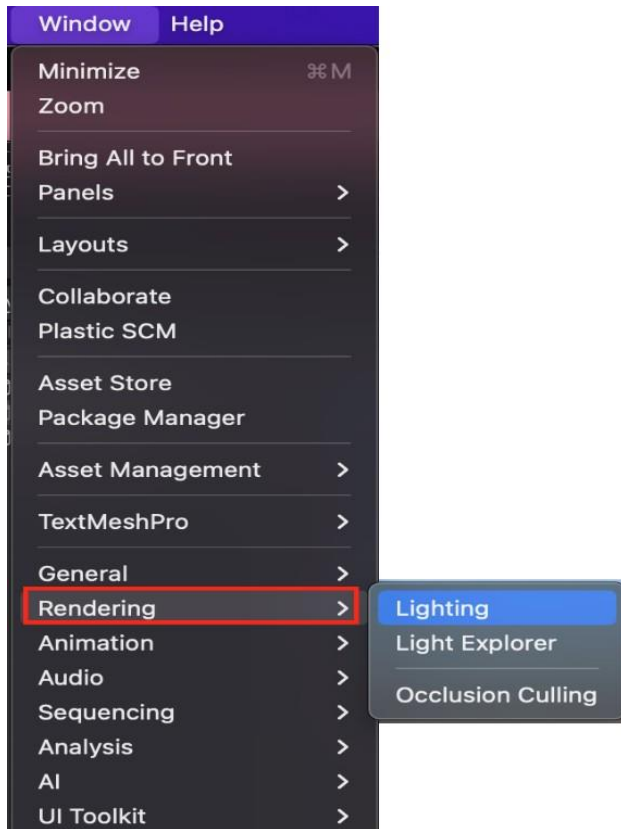 Window Help
Minimize ⌘M
Zoom
Bring All to Front
Panels >
Layouts >
Collaborate
Plastic SCM
Asset Store
Package Manager
Asset Management >
TextMeshPro >
General >
Rendering >
Animation >
Audio >
Sequencing >
Analysis >
AI >
UI Toolkit >
Lighting
Light Explorer
Occlusion Culling